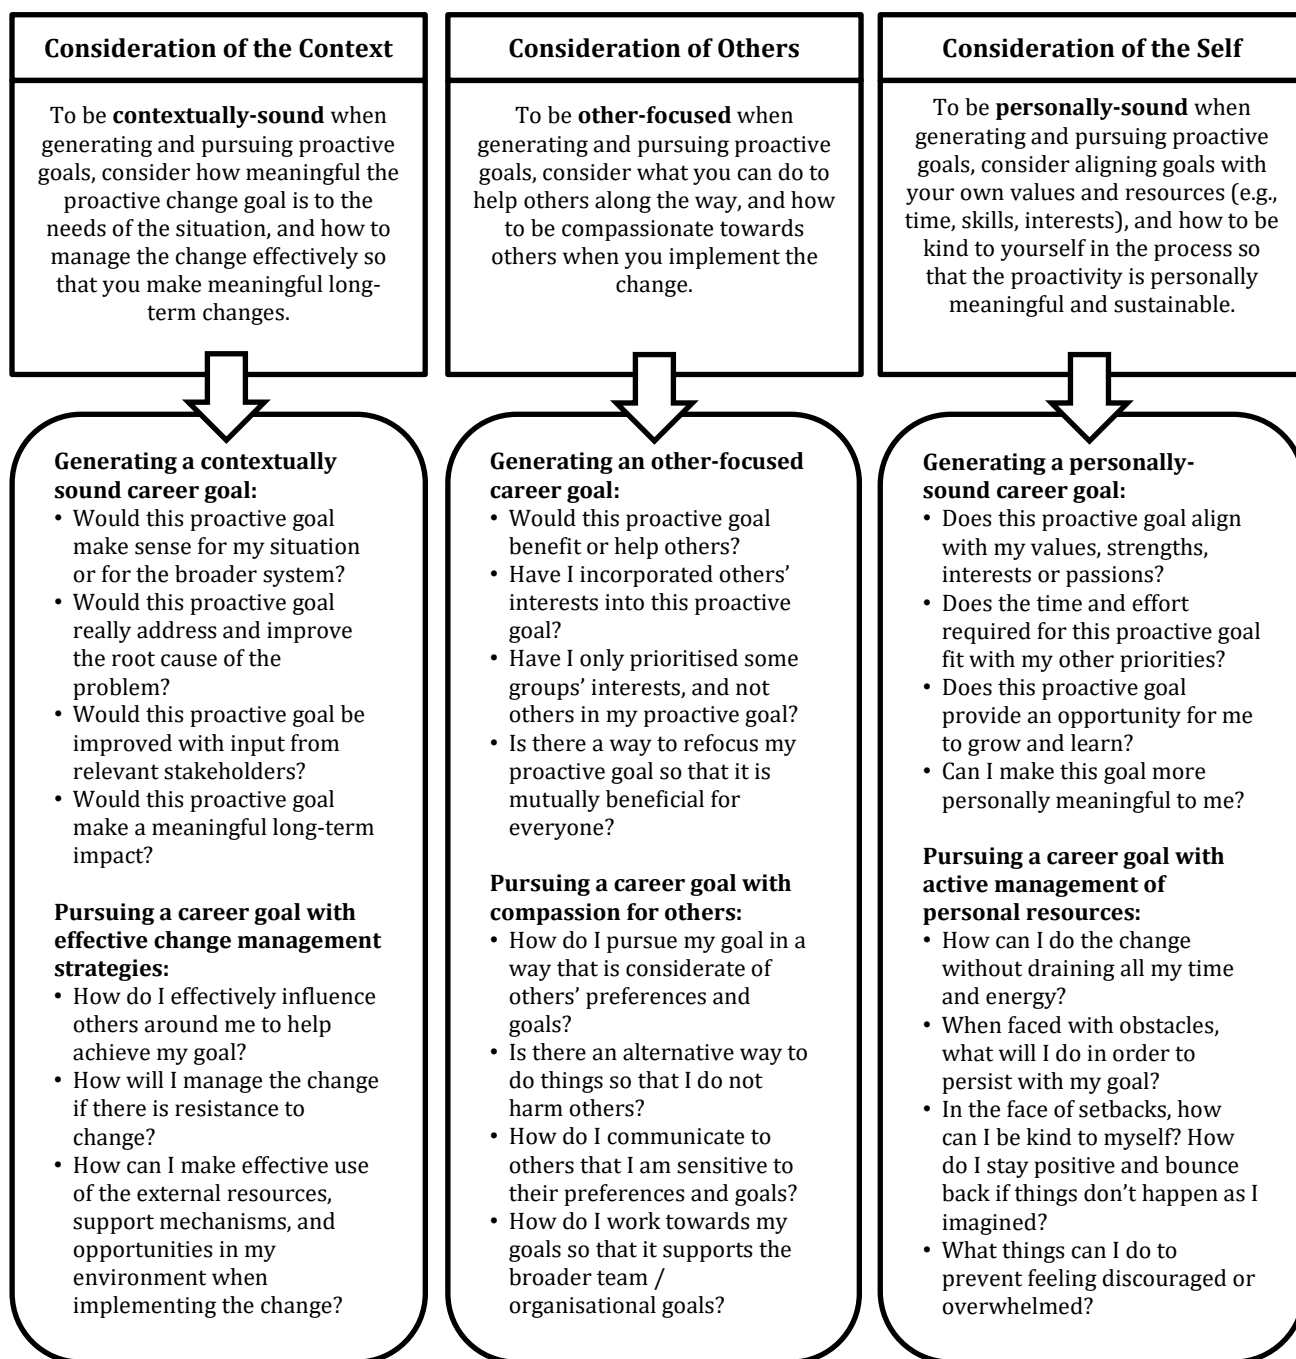 Consideration of the Context
To be contextually-sound when
generating and pursuing proactive
goals, consider how meaningful the
proactive change goal is to the
needs of the situation, and how to
manage the change effectively so
that you make meaningful long-
term changes.
Generating a contextually
sound career goal:
• Would this proactive goal
make sense for my situation
or for the broader system?
• Would this proactive goal
really address and improve
the root cause of the
problem?
• Would this proactive goal be
improved with input from
relevant stakeholders?
• Would this proactive goal
make a meaningful long-term
impact?
Pursuing a career goal with
effective change management
strategies:
• How do I effectively influence
others around me to help
achieve my goal?
• How will I manage the change
if there is resistance to
change?
• How can I make effective use
of the external resources,
support mechanisms, and
opportunities in my
environment when
implementing the change?
Consideration of Others
To be other-focused when
generating and pursuing proactive
goals, consider what you can do to
help others along the way, and how
to be compassionate towards
others when you implement the
change.
Generating an other-focused
career goal:
• Would this proactive goal
benefit or help others?
• Have I incorporated others’
interests into this proactive
goal?
• Have I only prioritised some
groups’ interests, and not
others in my proactive goal?
• Is there a way to refocus my
proactive goal so that it is
mutually beneficial for
everyone?
Pursuing a career goal with
compassion for others:
• How do I pursue my goal in a
way that is considerate of
others’ preferences and
goals?
• Is there an alternative way to
do things so that I do not
harm others?
• How do I communicate to
others that I am sensitive to
their preferences and goals?
• How do I work towards my
goals so that it supports the
broader team /
organisational goals?
Consideration of the Self
To be personally-sound when
generating and pursuing proactive
goals, consider aligning goals with
your own values and resources (e.g.,
time, skills, interests), and how to be
kind to yourself in the process so
that the proactivity is personally
meaningful and sustainable.
Generating a personally-
sound career goal:
• Does this proactive goal align
with my values, strengths,
interests or passions?
• Does the time and effort
required for this proactive goal
fit with my other priorities?
• Does this proactive goal
provide an opportunity for me
to grow and learn?
• Can I make this goal more
personally meaningful to me?
Pursuing a career goal with
active management of
personal resources:
• How can I do the change
without draining all my time
and energy?
• When faced with obstacles,
what will I do in order to
persist with my goal?
• In the face of setbacks, how
can I be kind to myself? How
do I stay positive and bounce
back if things don’t happen as I
imagined?
• What things can I do to
prevent feeling discouraged or
overwhelmed?